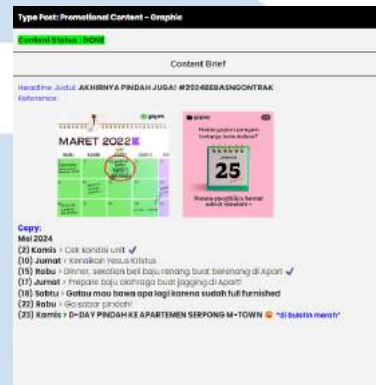 Type Post: Promotional Content - Graphic
Content Status : DONE
Content Brief
Headline Judul: AKHIRNYA PINDAH JUGA! #2024BEBASNGONTRAK
Reference:
MARET 2022
25
Copy:
Mei 2024
(2) Kamis > Cek kondisi unit ✔
(10) Jumat > Kenaikan Yesus Kristus
(15) Rabu > Dinner, sekalian beli baju renang buat berenang di Apart ✔
(17) Jumat > Prepare baju olahraga buat jogging di Apart!
(18) Sabtu > Gatau mau bawa apa lagi karena sudah full furnished
(22) Rabu > Ga sabar pindah!
(23) Kamis > D-DAY PINDAH KE APARTEMEN SERPONG M-TOWN 🤩 *di buletin merah*